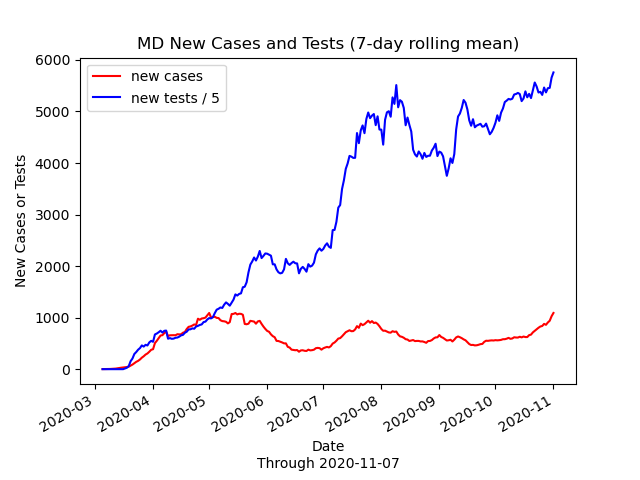 MD New Cases and Tests (7-day rolling mean)
new cases
new tests / 5
6000
5000
4000
3000
2000
1000
0
New Cases or Tests
2020-03
2020-04
2020-05
2020-06
2020-07
2020-08
2020-09
2020-10
2020-11
Date
Through 2020-11-07